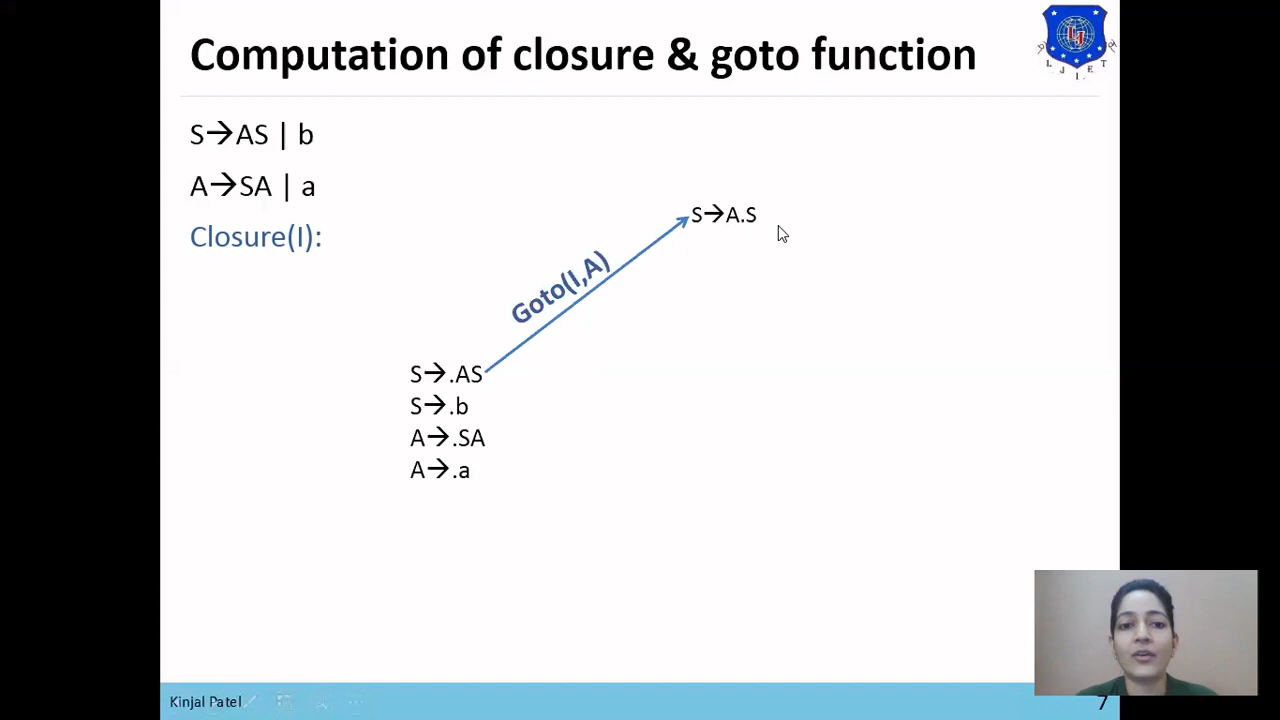 Computation of closure & goto function
L J I E T
S→AS | b
A→SA | a
Closure(I):
S→A.S
Goto(I,A)
S→.AS
S→.b
A→.SA
A→.a
Kinjal Patel
7